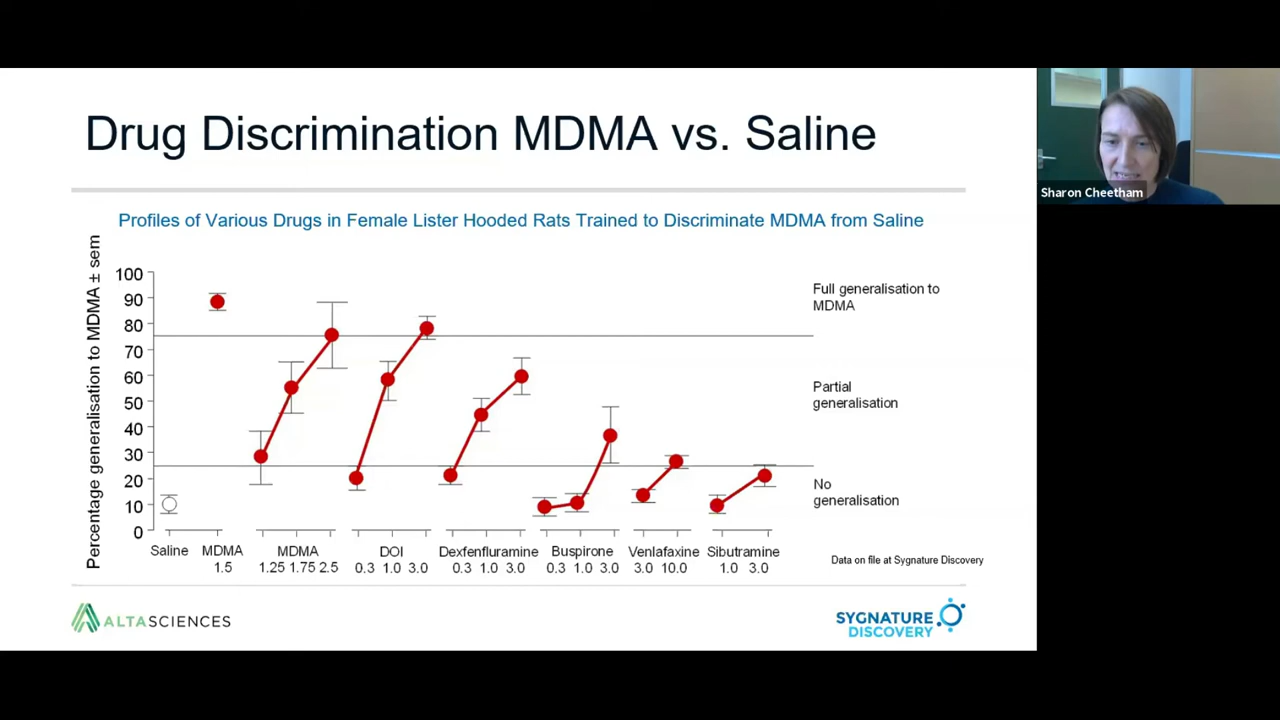 Drug Discrimination MDMA vs. Saline
Sharon Cheetham
Profiles of Various Drugs in Female Lister Hooded Rats Trained to Discriminate MDMA from Saline
Percentage generalisation to MDMA ± sem
100
90
80
70
60
50
40
30
20
10
0
Full generalisation to
MDMA
Partial
generalisation
No
generalisation
Saline MDMA MDMA DOI Dexfenfluramine Buspirone Venlafaxine Sibutramine
1.5 1.25 1.75 2.5 0.3 1.0 3.0 0.3 1.0 3.0 0.3 1.0 3.0 3.0 10.0 1.0 3.0
Data on file at Sygnature Discovery
ALTASCIENCES
SYGNATURE
DISCOVERY